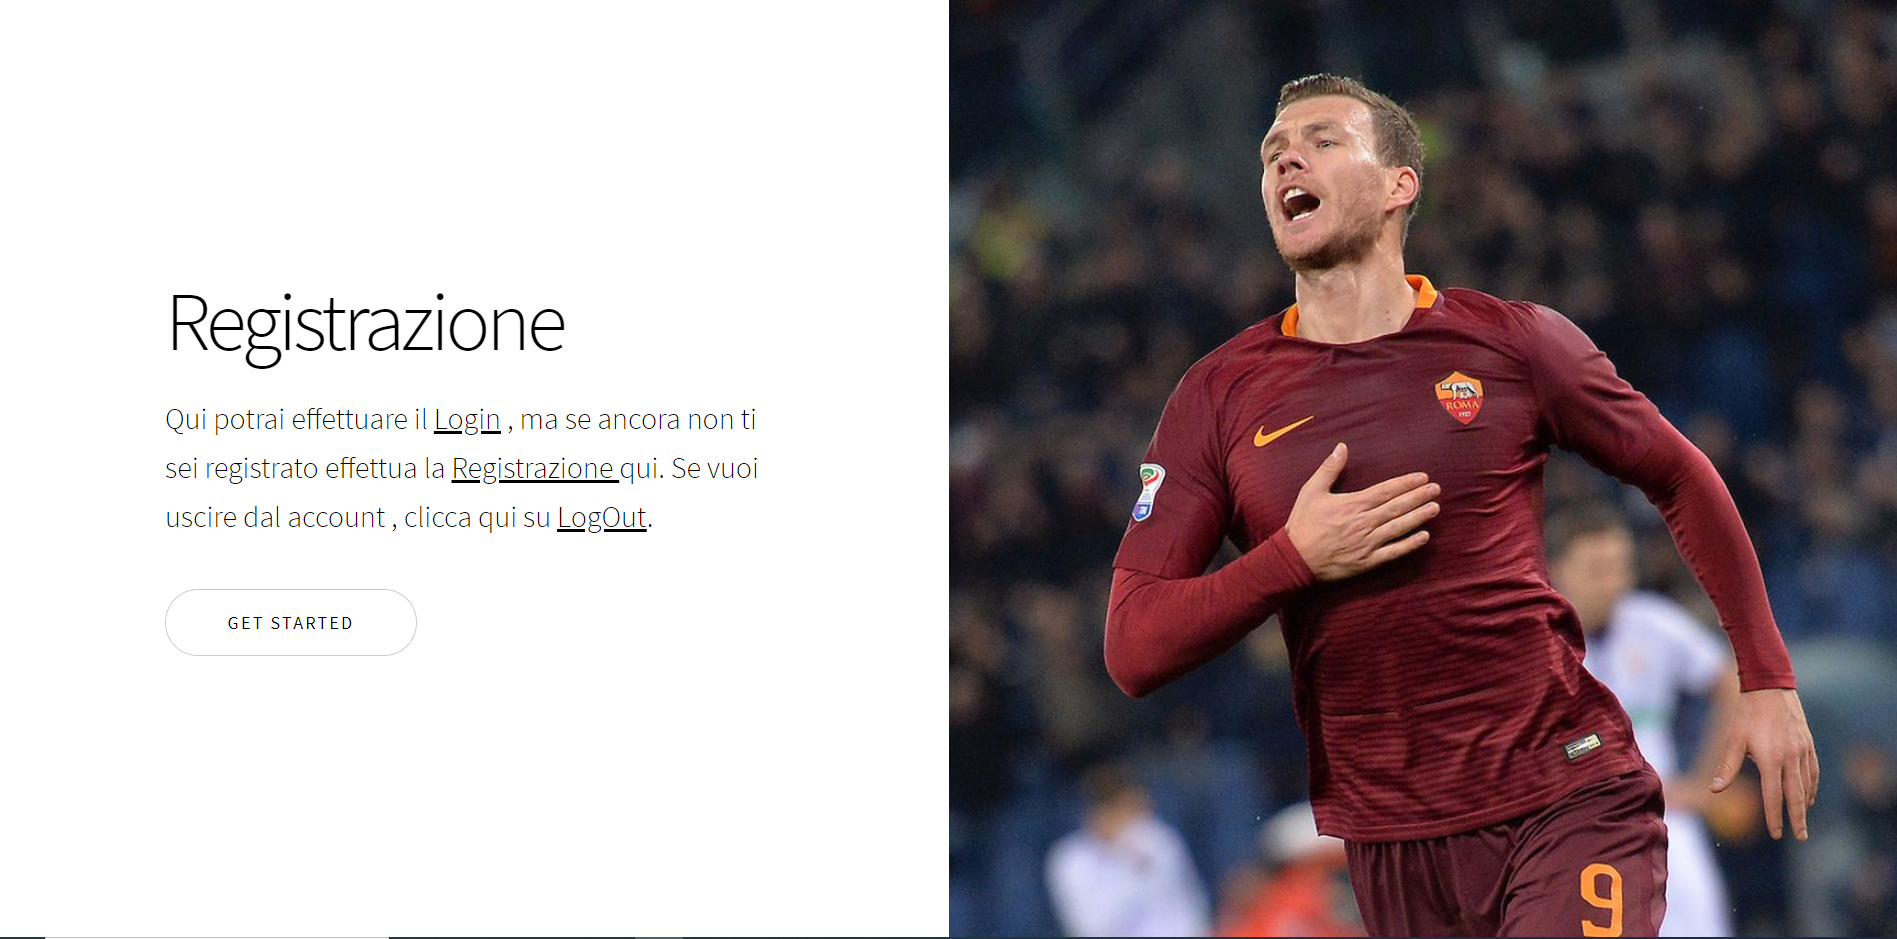 Registrazione
Qui potrai effettuare il Login , ma se ancora non ti
sei registrato effettua la Registrazione qui. Se vuoi
uscire dal account , clicca qui su LogOut.
GET STARTED
ROMA
1927
9